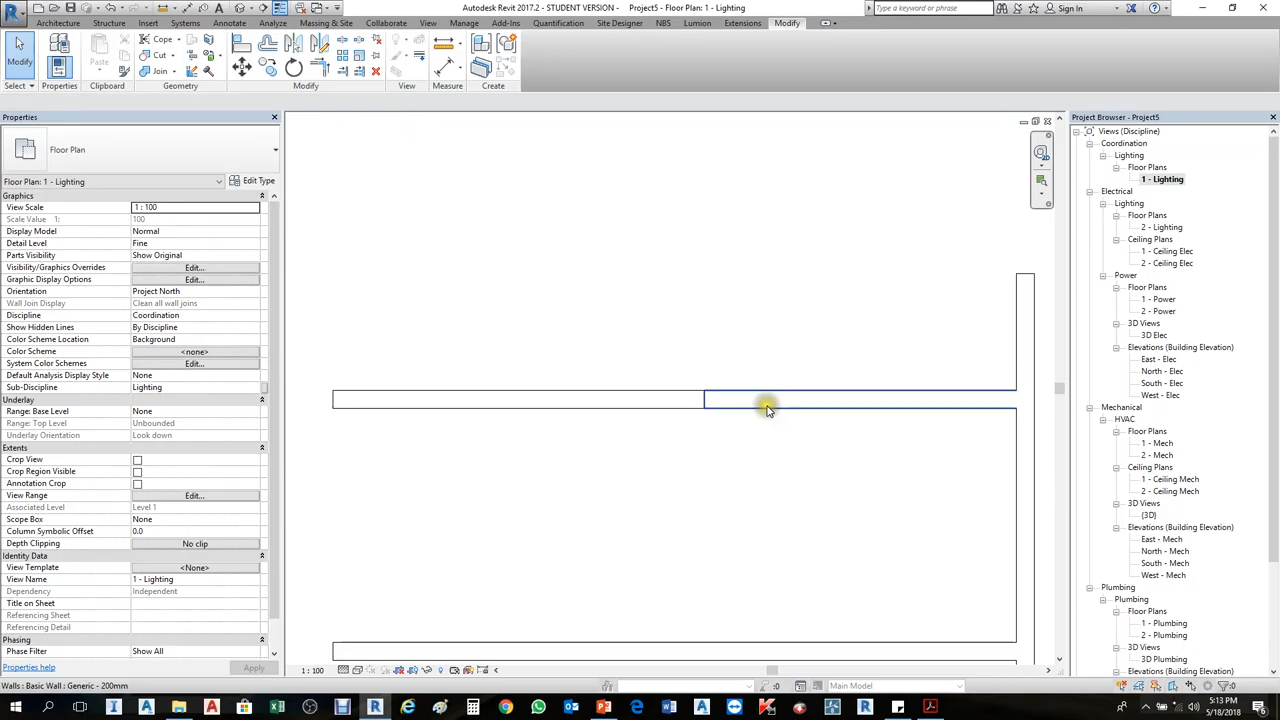 Autodesk Revit 2017.2 - STUDENT VERSION - Project5 - Floor Plan: 1 - Lighting
Type a keyword or phrase
Sign In
Architecture Structure Insert Systems Annotate Analyze Massing & Site Collaborate View Manage Add-Ins Quantification Site Designer NBS Lumion Extensions Modify
Modify
Paste
Cope
Cut
Join
Select Properties Clipboard Geometry Modify View Measure Create
Properties
Floor Plan
Floor Plan: 1 - Lighting
Edit Type
Graphics
View Scale 1 : 100
Scale Value 1: 100
Display Model Normal
Detail Level Fine
Parts Visibility Show Original
Visibility/Graphics Overrides Edit...
Graphic Display Options Edit...
Orientation Project North
Wall Join Display Clean all wall joins
Discipline Coordination
Show Hidden Lines By Discipline
Color Scheme Location Background
Color Scheme <none>
System Color Schemes Edit...
Default Analysis Display Style None
Sub-Discipline Lighting
Underlay
Range: Base Level None
Range: Top Level Unbounded
Underlay Orientation Look down
Extents
Crop View
Crop Region Visible
Annotation Crop
View Range Edit...
Associated Level Level 1
Scope Box None
Column Symbolic Offset 0.0
Depth Clipping No clip
Identity Data
View Template <None>
View Name 1 - Lighting
Dependency Independent
Title on Sheet
Referencing Sheet
Referencing Detail
Phasing
Phase Filter Show All
Properties help
Apply
1 : 100
Project Browser - Project5
Views (Discipline)
Coordination
Lighting
Floor Plans
1 - Lighting
Electrical
Lighting
Floor Plans
2 - Lighting
Ceiling Plans
1 - Ceiling Elec
2 - Ceiling Elec
Power
Floor Plans
1 - Power
2 - Power
3D Views
3D Elec
Elevations (Building Elevation)
East - Elec
North - Elec
South - Elec
West - Elec
Mechanical
HVAC
Floor Plans
1 - Mech
2 - Mech
Ceiling Plans
1 - Ceiling Mech
2 - Ceiling Mech
3D Views
{3D}
Elevations (Building Elevation)
East - Mech
North - Mech
South - Mech
West - Mech
Plumbing
Plumbing
Floor Plans
1 - Plumbing
2 - Plumbing
3D Views
3D Plumbing
Elevations (Building Elevation)
Walls : Basic Wall : Generic - 200mm
:0
Main Model
:0
5:13 PM
5/18/2018